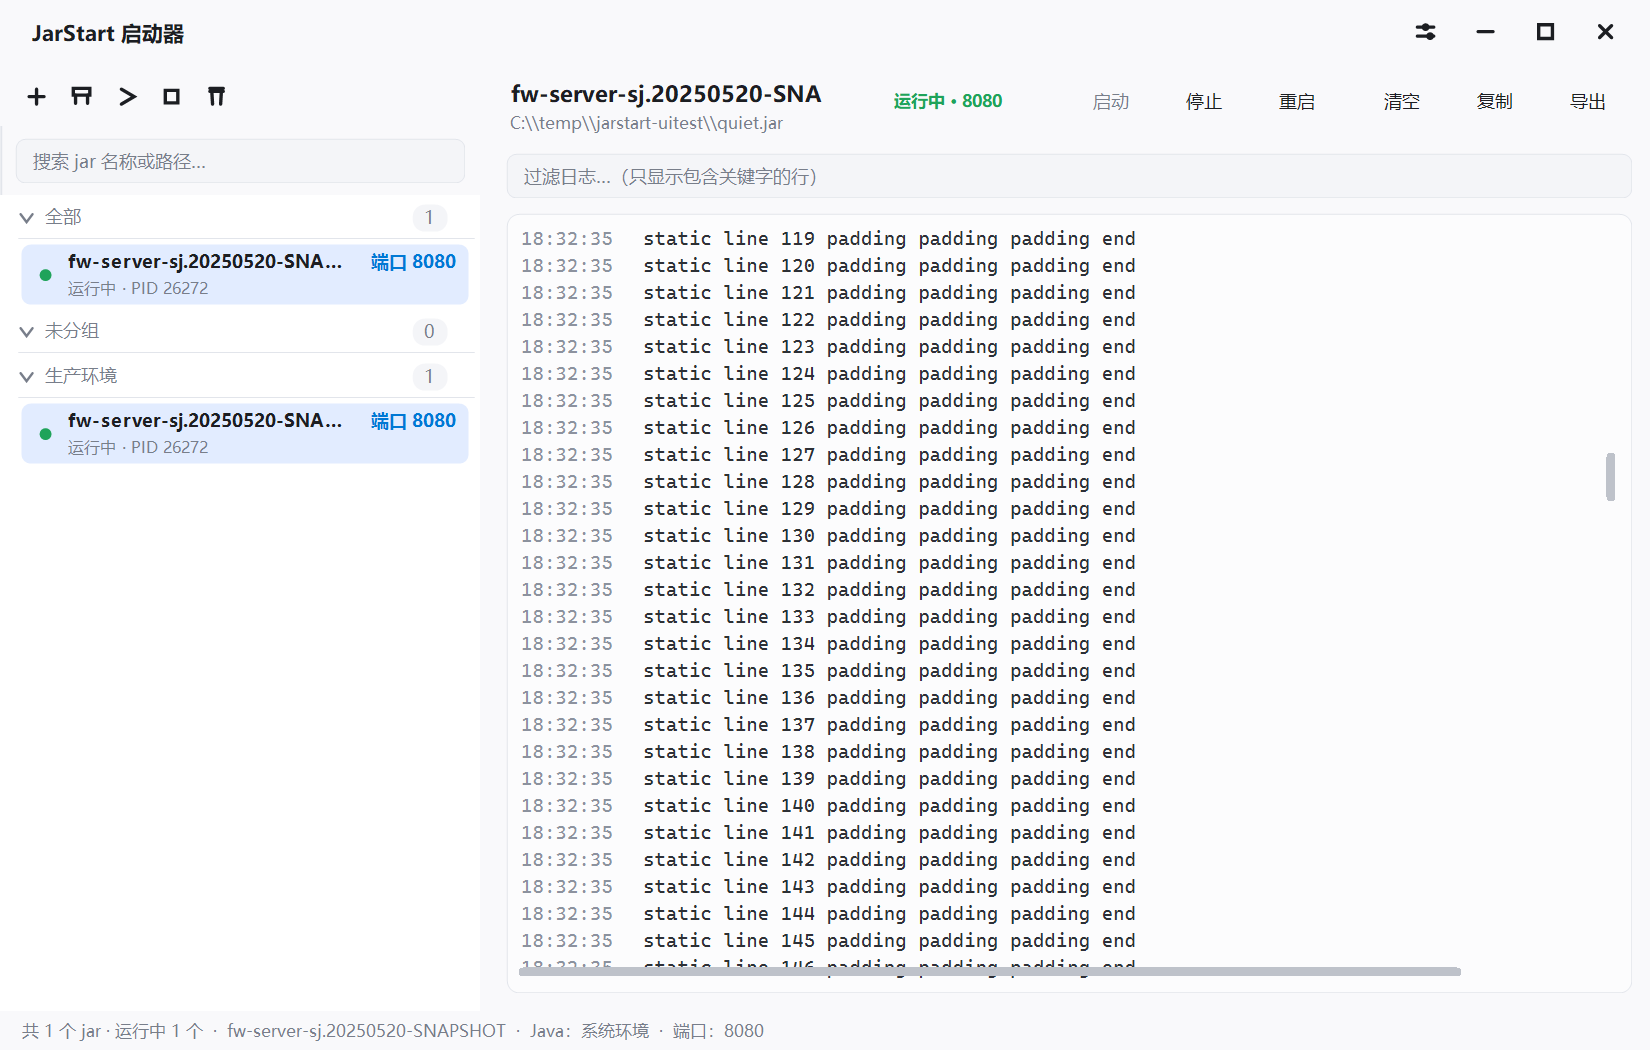 JarStart 启动器
搜索 jar 名称或路径...
全部 1
fw-server-sj.20250520-SNA... 端口 8080
运行中 · PID 26272
未分组 0
生产环境 1
fw-server-sj.20250520-SNA... 端口 8080
运行中 · PID 26272
fw-server-sj.20250520-SNA
C:\\temp\\jarstart-uitest\\quiet.jar
运行中 • 8080 启动 停止 重启 清空 复制 导出
过滤日志...（只显示包含关键字的行）
18:32:35 static line 119 padding padding padding end
18:32:35 static line 120 padding padding padding end
18:32:35 static line 121 padding padding padding end
18:32:35 static line 122 padding padding padding end
18:32:35 static line 123 padding padding padding end
18:32:35 static line 124 padding padding padding end
18:32:35 static line 125 padding padding padding end
18:32:35 static line 126 padding padding padding end
18:32:35 static line 127 padding padding padding end
18:32:35 static line 128 padding padding padding end
18:32:35 static line 129 padding padding padding end
18:32:35 static line 130 padding padding padding end
18:32:35 static line 131 padding padding padding end
18:32:35 static line 132 padding padding padding end
18:32:35 static line 133 padding padding padding end
18:32:35 static line 134 padding padding padding end
18:32:35 static line 135 padding padding padding end
18:32:35 static line 136 padding padding padding end
18:32:35 static line 137 padding padding padding end
18:32:35 static line 138 padding padding padding end
18:32:35 static line 139 padding padding padding end
18:32:35 static line 140 padding padding padding end
18:32:35 static line 141 padding padding padding end
18:32:35 static line 142 padding padding padding end
18:32:35 static line 143 padding padding padding end
18:32:35 static line 144 padding padding padding end
18:32:35 static line 145 padding padding padding end
18:32:35 static line 146 padding padding padding end
共 1 个 jar · 运行中 1 个 · fw-server-sj.20250520-SNAPSHOT · Java：系统环境 · 端口：8080